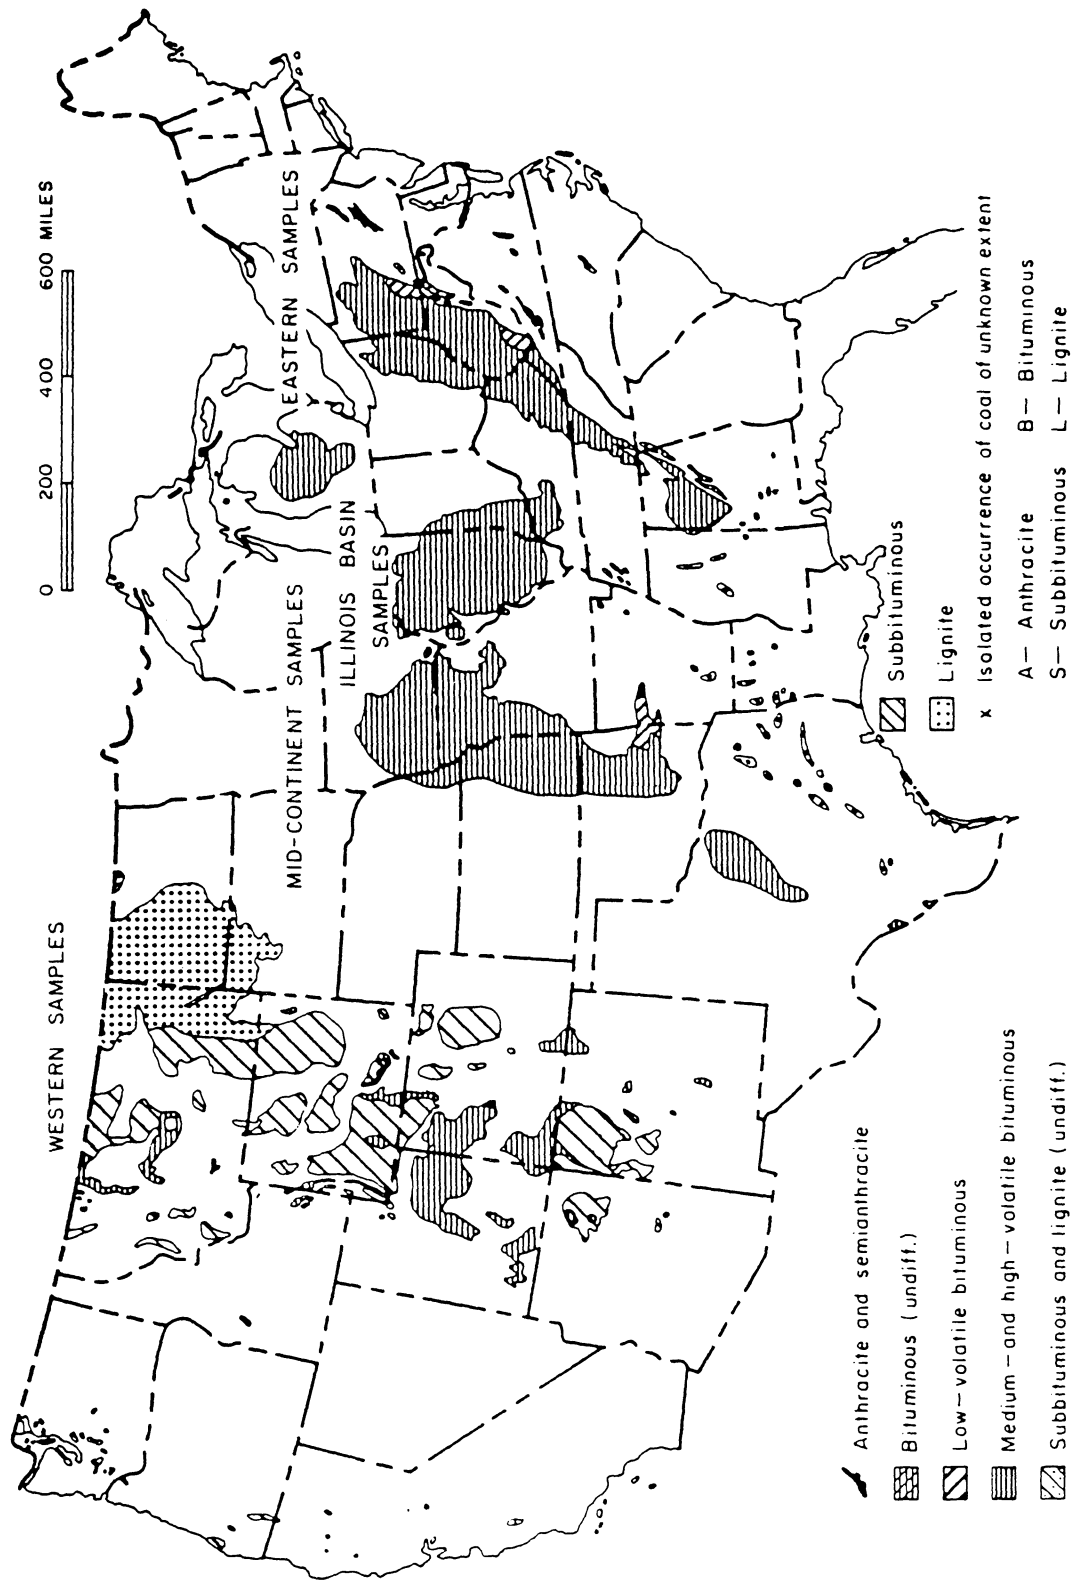 WESTERN SAMPLES
MID-CONTINENT SAMPLES
ILLINOIS BASIN
SAMPLES
EASTERN SAMPLES
0 200 400 600 MILES
Anthracite and semianthracite
Bituminous (undiff.)
Low-volatile bituminous
Medium-and high-volatile bituminous
Subbituminous and lignite (undiff.)
Subbituminous
Lignite
x Isolated occurrence of coal of unknown extent
A- Anthracite B- Bituminous
S- Subbituminous L- Lignite